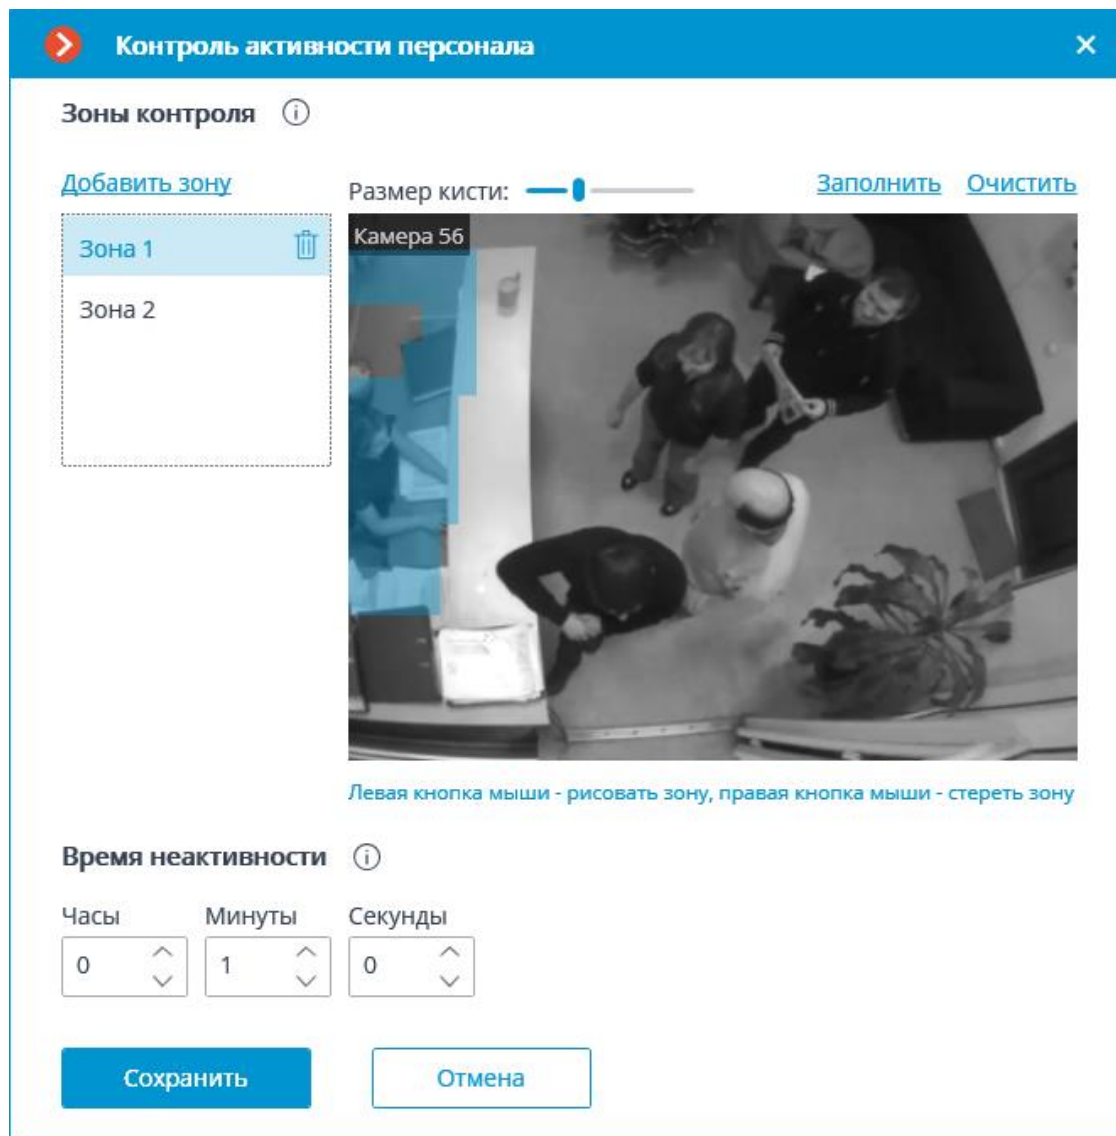 Контроль активности персонала
Зоны контроля
Добавить зону
Размер кисти:
Заполнить Очистить
Зона 1
Зона 2
Камера 56
Левая кнопка мыши - рисовать зону, правая кнопка мыши - стереть зону
Время неактивности
Часы Минуты Секунды
0 1 0
Сохранить Отмена